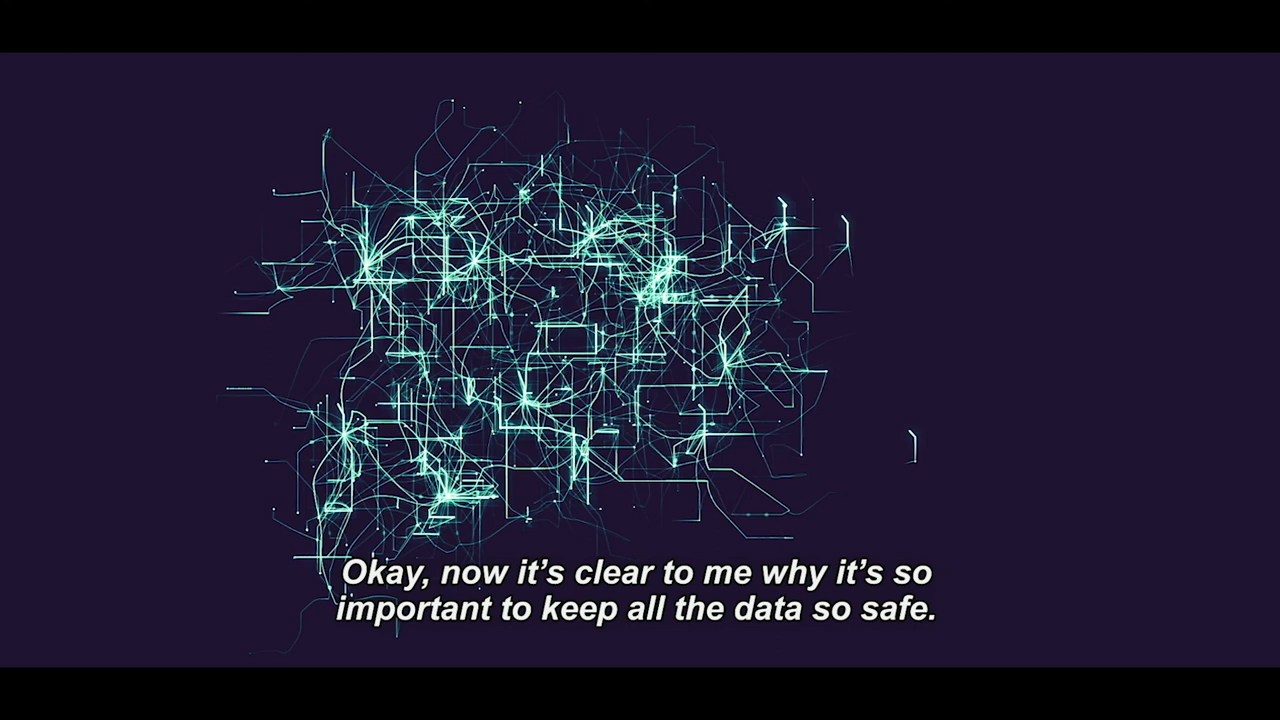 Okay, now it’s clear to me why it’s so
important to keep all the data so safe.